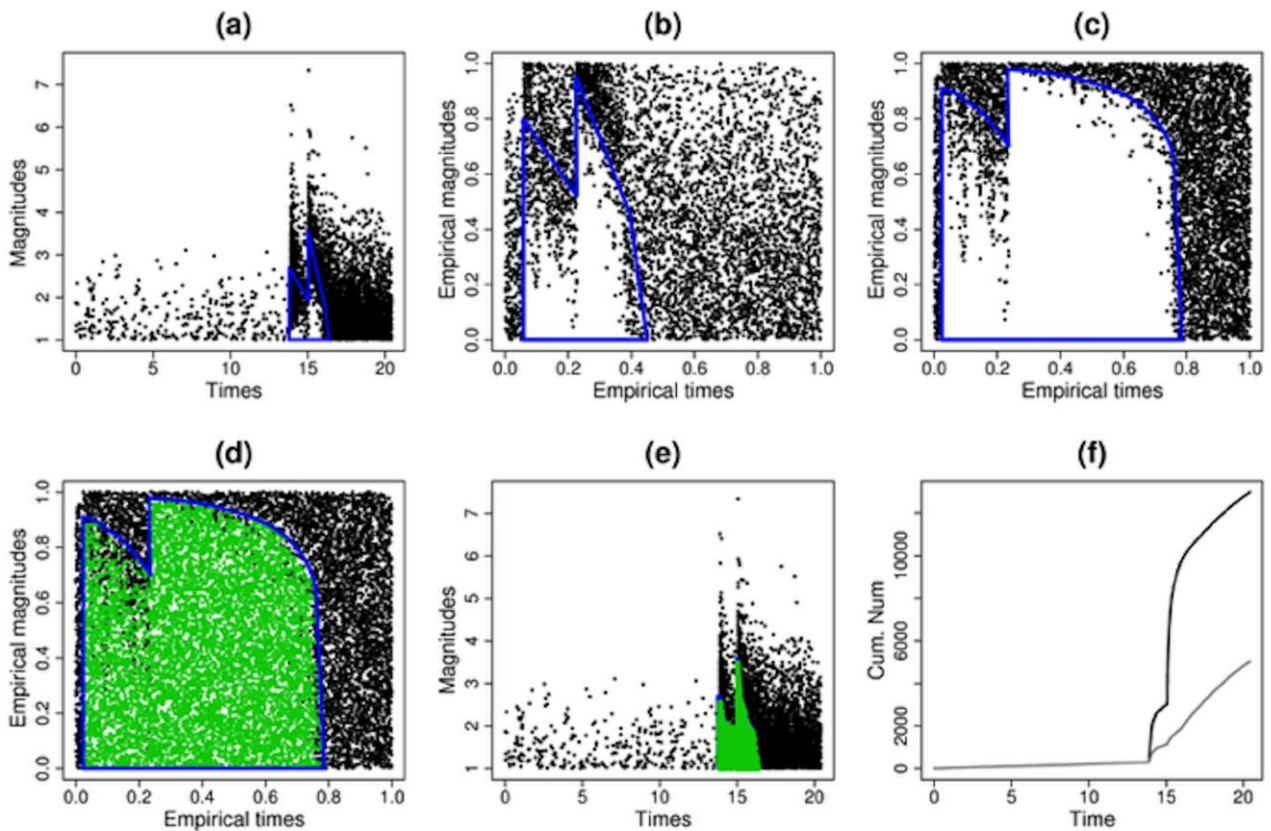 (a)
(b)
(c)
Magnitudes
7
6
5
4
3
2
1
0 5 10 15 20
Times
Empirical magnitudes
1.0
0.8
0.6
0.4
0.2
0.0
0.0 0.2 0.4 0.6 0.8 1.0
Empirical times
Empirical magnitudes
1.0
0.8
0.6
0.4
0.2
0.0
0.0 0.2 0.4 0.6 0.8 1.0
Empirical times
(d)
(e)
(f)
Empirical magnitudes
1.0
0.8
0.6
0.4
0.2
0.0
0.0 0.2 0.4 0.6 0.8 1.0
Empirical times
Magnitudes
7
6
5
4
3
2
1
0 5 10 15 20
Times
Cum. Num
10000
6000
2000
0
0 5 10 15 20
Time